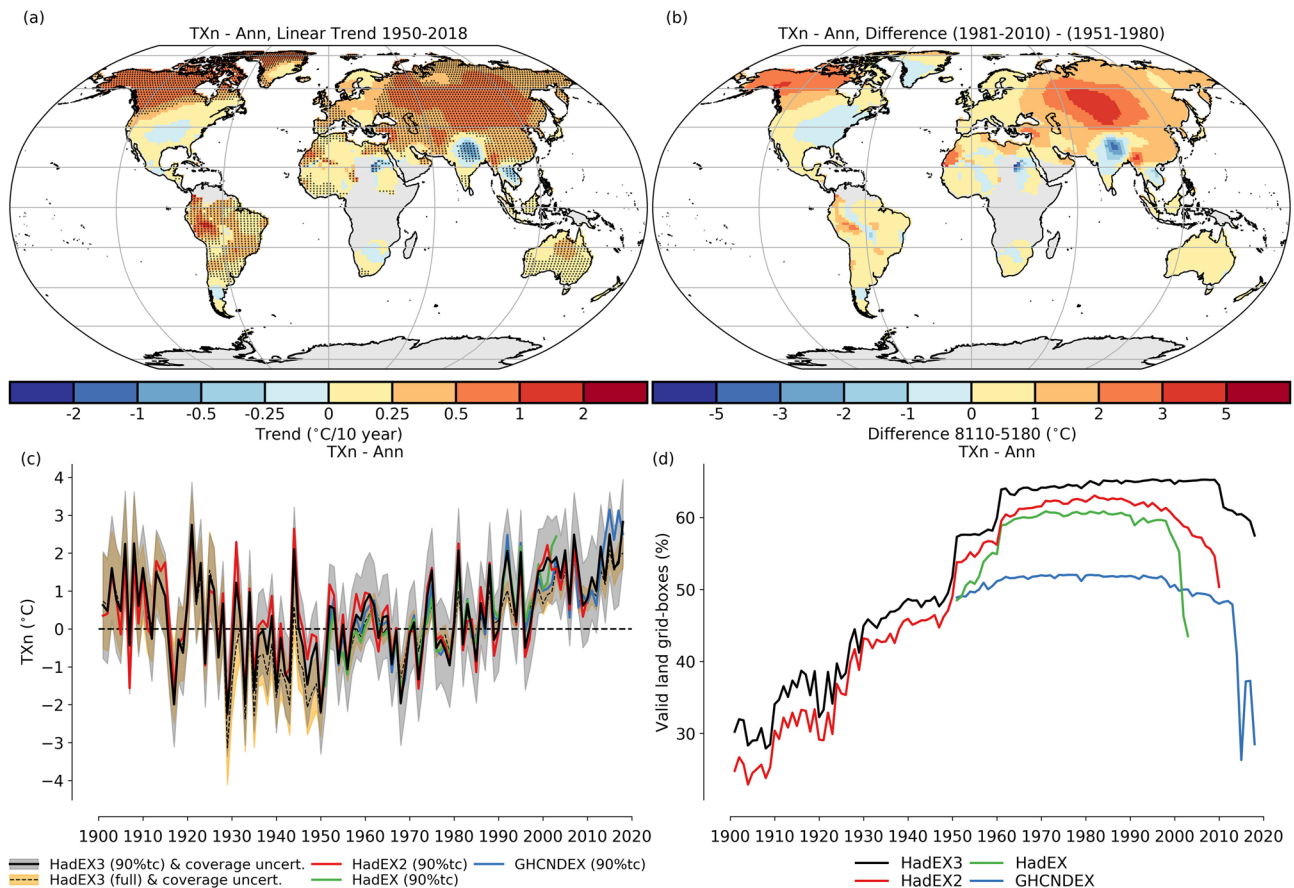 (a)
TXn - Ann, Linear Trend 1950-2018
-2 -1 -0.5 -0.25 0 0.25 0.5 1 2
Trend (°C/10 year)
(b)
TXn - Ann, Difference (1981-2010) - (1951-1980)
-5 -3 -2 -1 0 1 2 3 5
Difference 8110-5180 (°C)
(c)
TXn - Ann
TXn (°C)
4
3
2
1
0
−1
−2
−3
−4
1900 1910 1920 1930 1940 1950 1960 1970 1980 1990 2000 2010 2020
HadEX3 (90%tc) & coverage uncert.
HadEX3 (full) & coverage uncert.
HadEX2 (90%tc)
HadEX (90%tc)
GHCNDEX (90%tc)
(d)
TXn - Ann
Valid land grid-boxes (%)
60
50
40
30
1900 1910 1920 1930 1940 1950 1960 1970 1980 1990 2000 2010 2020
HadEX3
HadEX2
HadEX
GHCNDEX